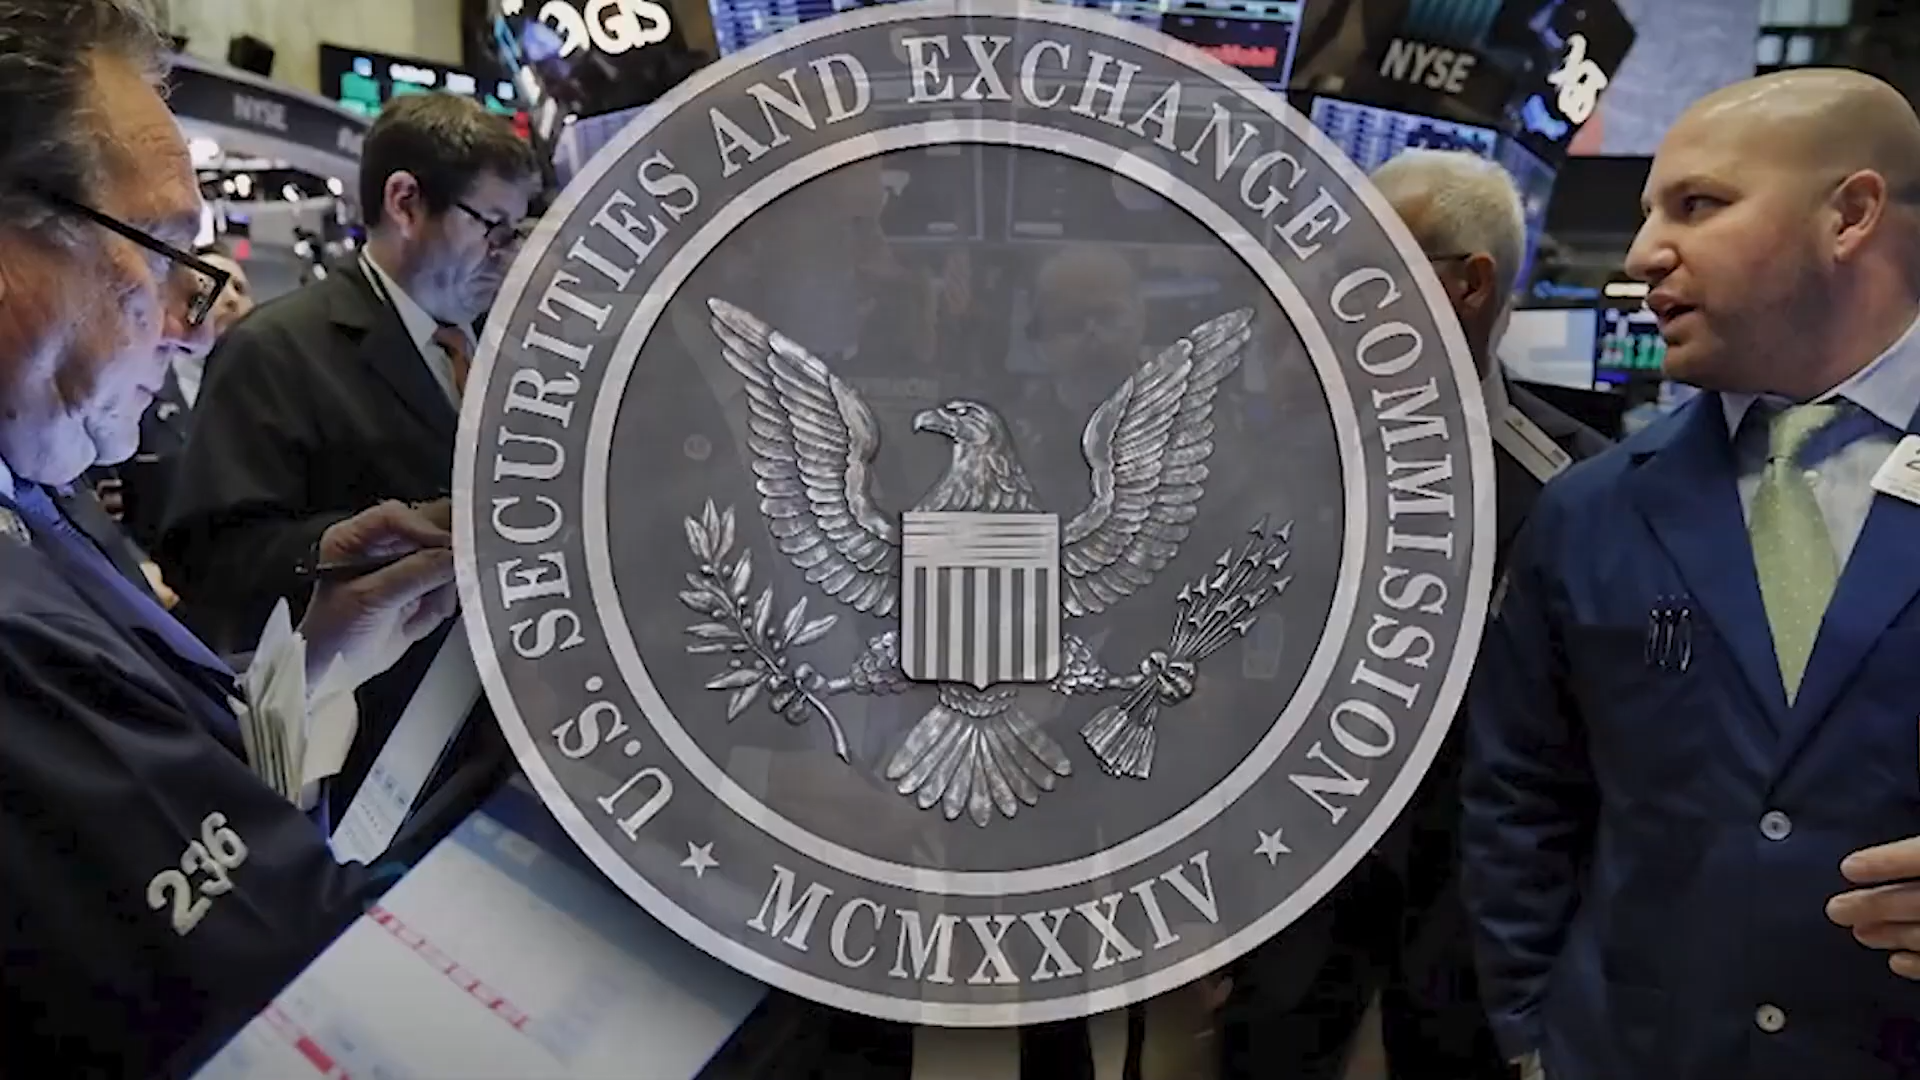 NYSE
NYSE
U.S. SECURITIES AND EXCHANGE COMMISSION
MCMXXXIV
236